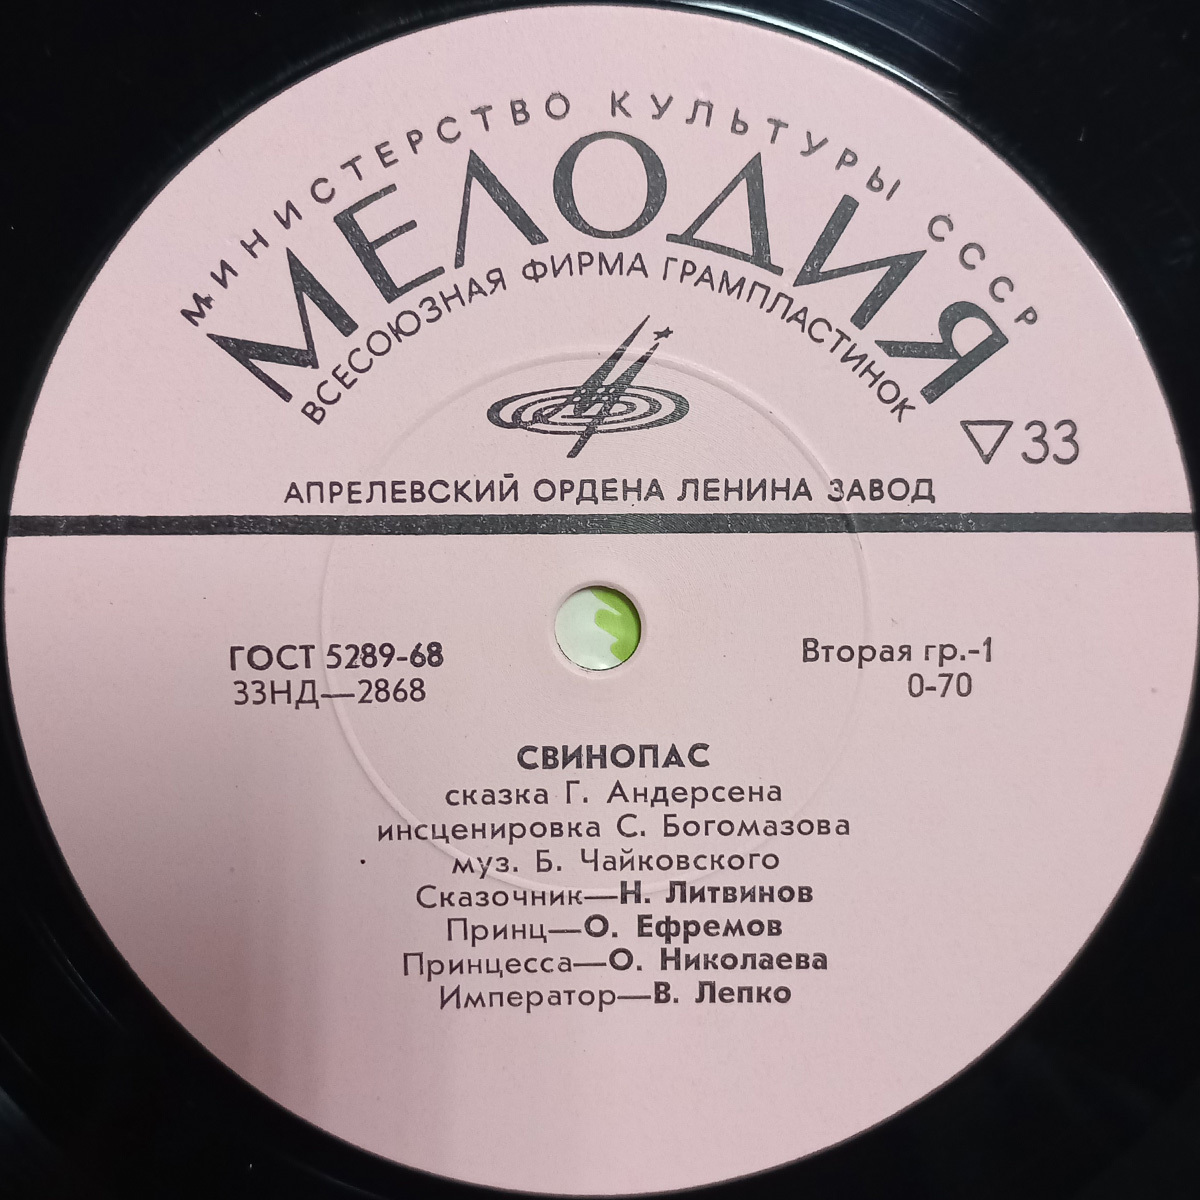 МИНИСТЕРСТВО КУЛЬТУРЫ СССР
МЕЛОДИЯ
ВСЕСОЮЗНАЯ ФИРМА ГРАМПЛАСТИНОК
▽33
АПРЕЛЕВСКИЙ ОРДЕНА ЛЕНИНА ЗАВОД
ГОСТ 5289-68
33НД—2868
Вторая гр.-1
0-70
СВИНОПАС
сказка Г. Андерсена
инсценировка С. Богомазова
муз. Б. Чайковского
Сказочник—Н. Литвинов
Принц—О. Ефремов
Принцесса—О. Николаева
Император—В. Лепко